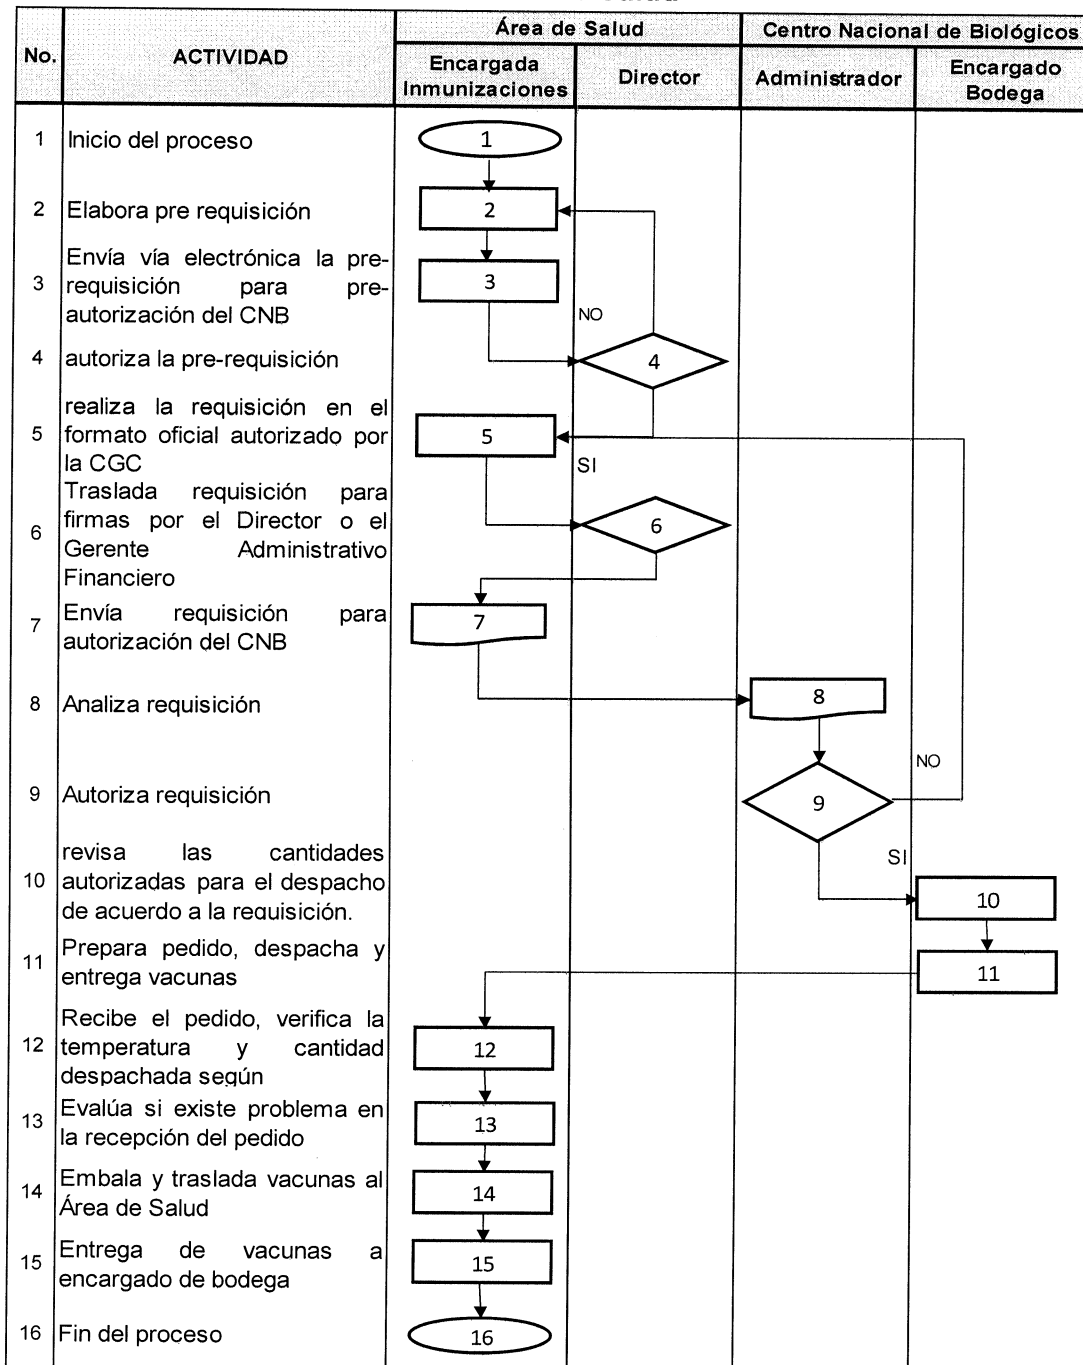 Área de Salud Centro Nacional de Biológicos
No. ACTIVIDAD Encargada Inmunizaciones Director Administrador Encargado Bodega
1 Inicio del proceso 1
2 Elabora pre requisición 2
Envía vía electrónica la pre-
3 requisición para pre- 3
autorización del CNB
NO
4 autoriza la pre-requisición 4
realiza la requisición en el
5 formato oficial autorizado por 5
la CGC
SI
Traslada requisición para
6 firmas por el Director o el 6
Gerente Administrativo
Financiero
Envía requisición para
7 autorización del CNB 7
8 Analiza requisición 8
NO
9 Autoriza requisición 9
SI
revisa las cantidades
10 autorizadas para el despacho 10
de acuerdo a la requisición.
Prepara pedido, despacha y
11 entrega vacunas 11
Recibe el pedido, verifica la
12 temperatura y cantidad 12
despachada según
Evalúa si existe problema en
13 la recepción del pedido 13
Embala y traslada vacunas al
14 Área de Salud 14
Entrega de vacunas a
15 encargado de bodega 15
16 Fin del proceso 16